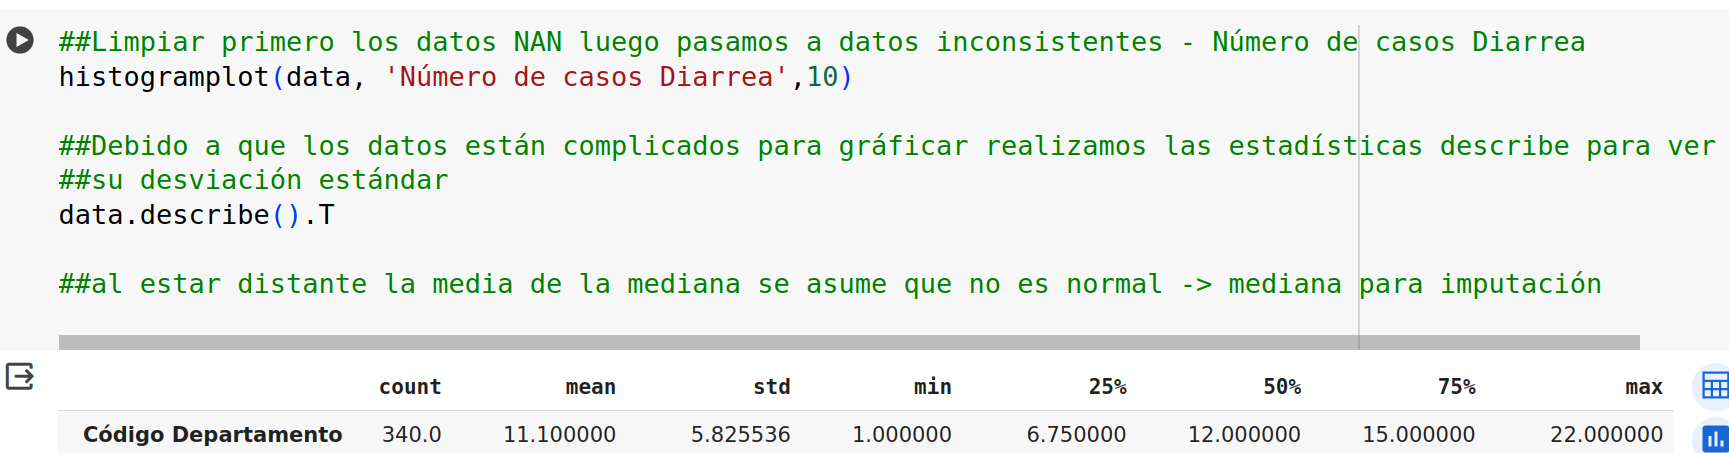 ##Limpiar primero los datos NAN luego pasamos a datos inconsistentes - Número de casos Diarrea
histogramplot(data, 'Número de casos Diarrea',10)
##Debido a que los datos están complicados para gráficar realizamos las estadísticas describe para ver
##su desviación estándar
data.describe().T
##al estar distante la media de la mediana se asume que no es normal -> mediana para imputación
count mean std min 25% 50% 75% max
Código Departamento 340.0 11.100000 5.825536 1.000000 6.750000 12.000000 15.000000 22.000000